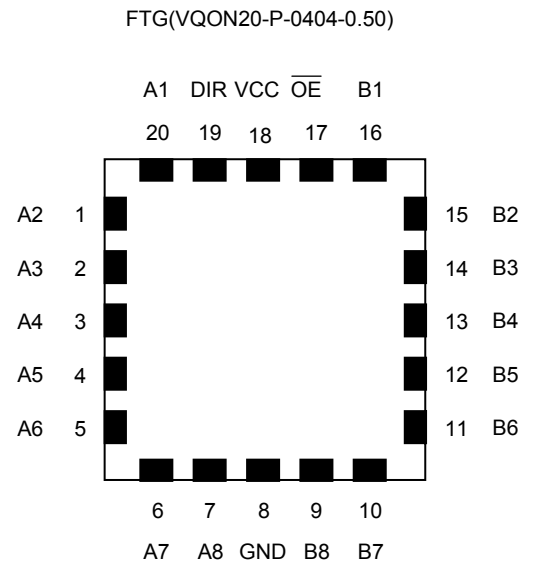 FTG(VQON20-P-0404-0.50)
A1 DIR VCC O̅E̅ B1
20 19 18 17 16
A2 1 15 B2
A3 2 14 B3
A4 3 13 B4
A5 4 12 B5
A6 5 11 B6
6 7 8 9 10
A7 A8 GND B8 B7